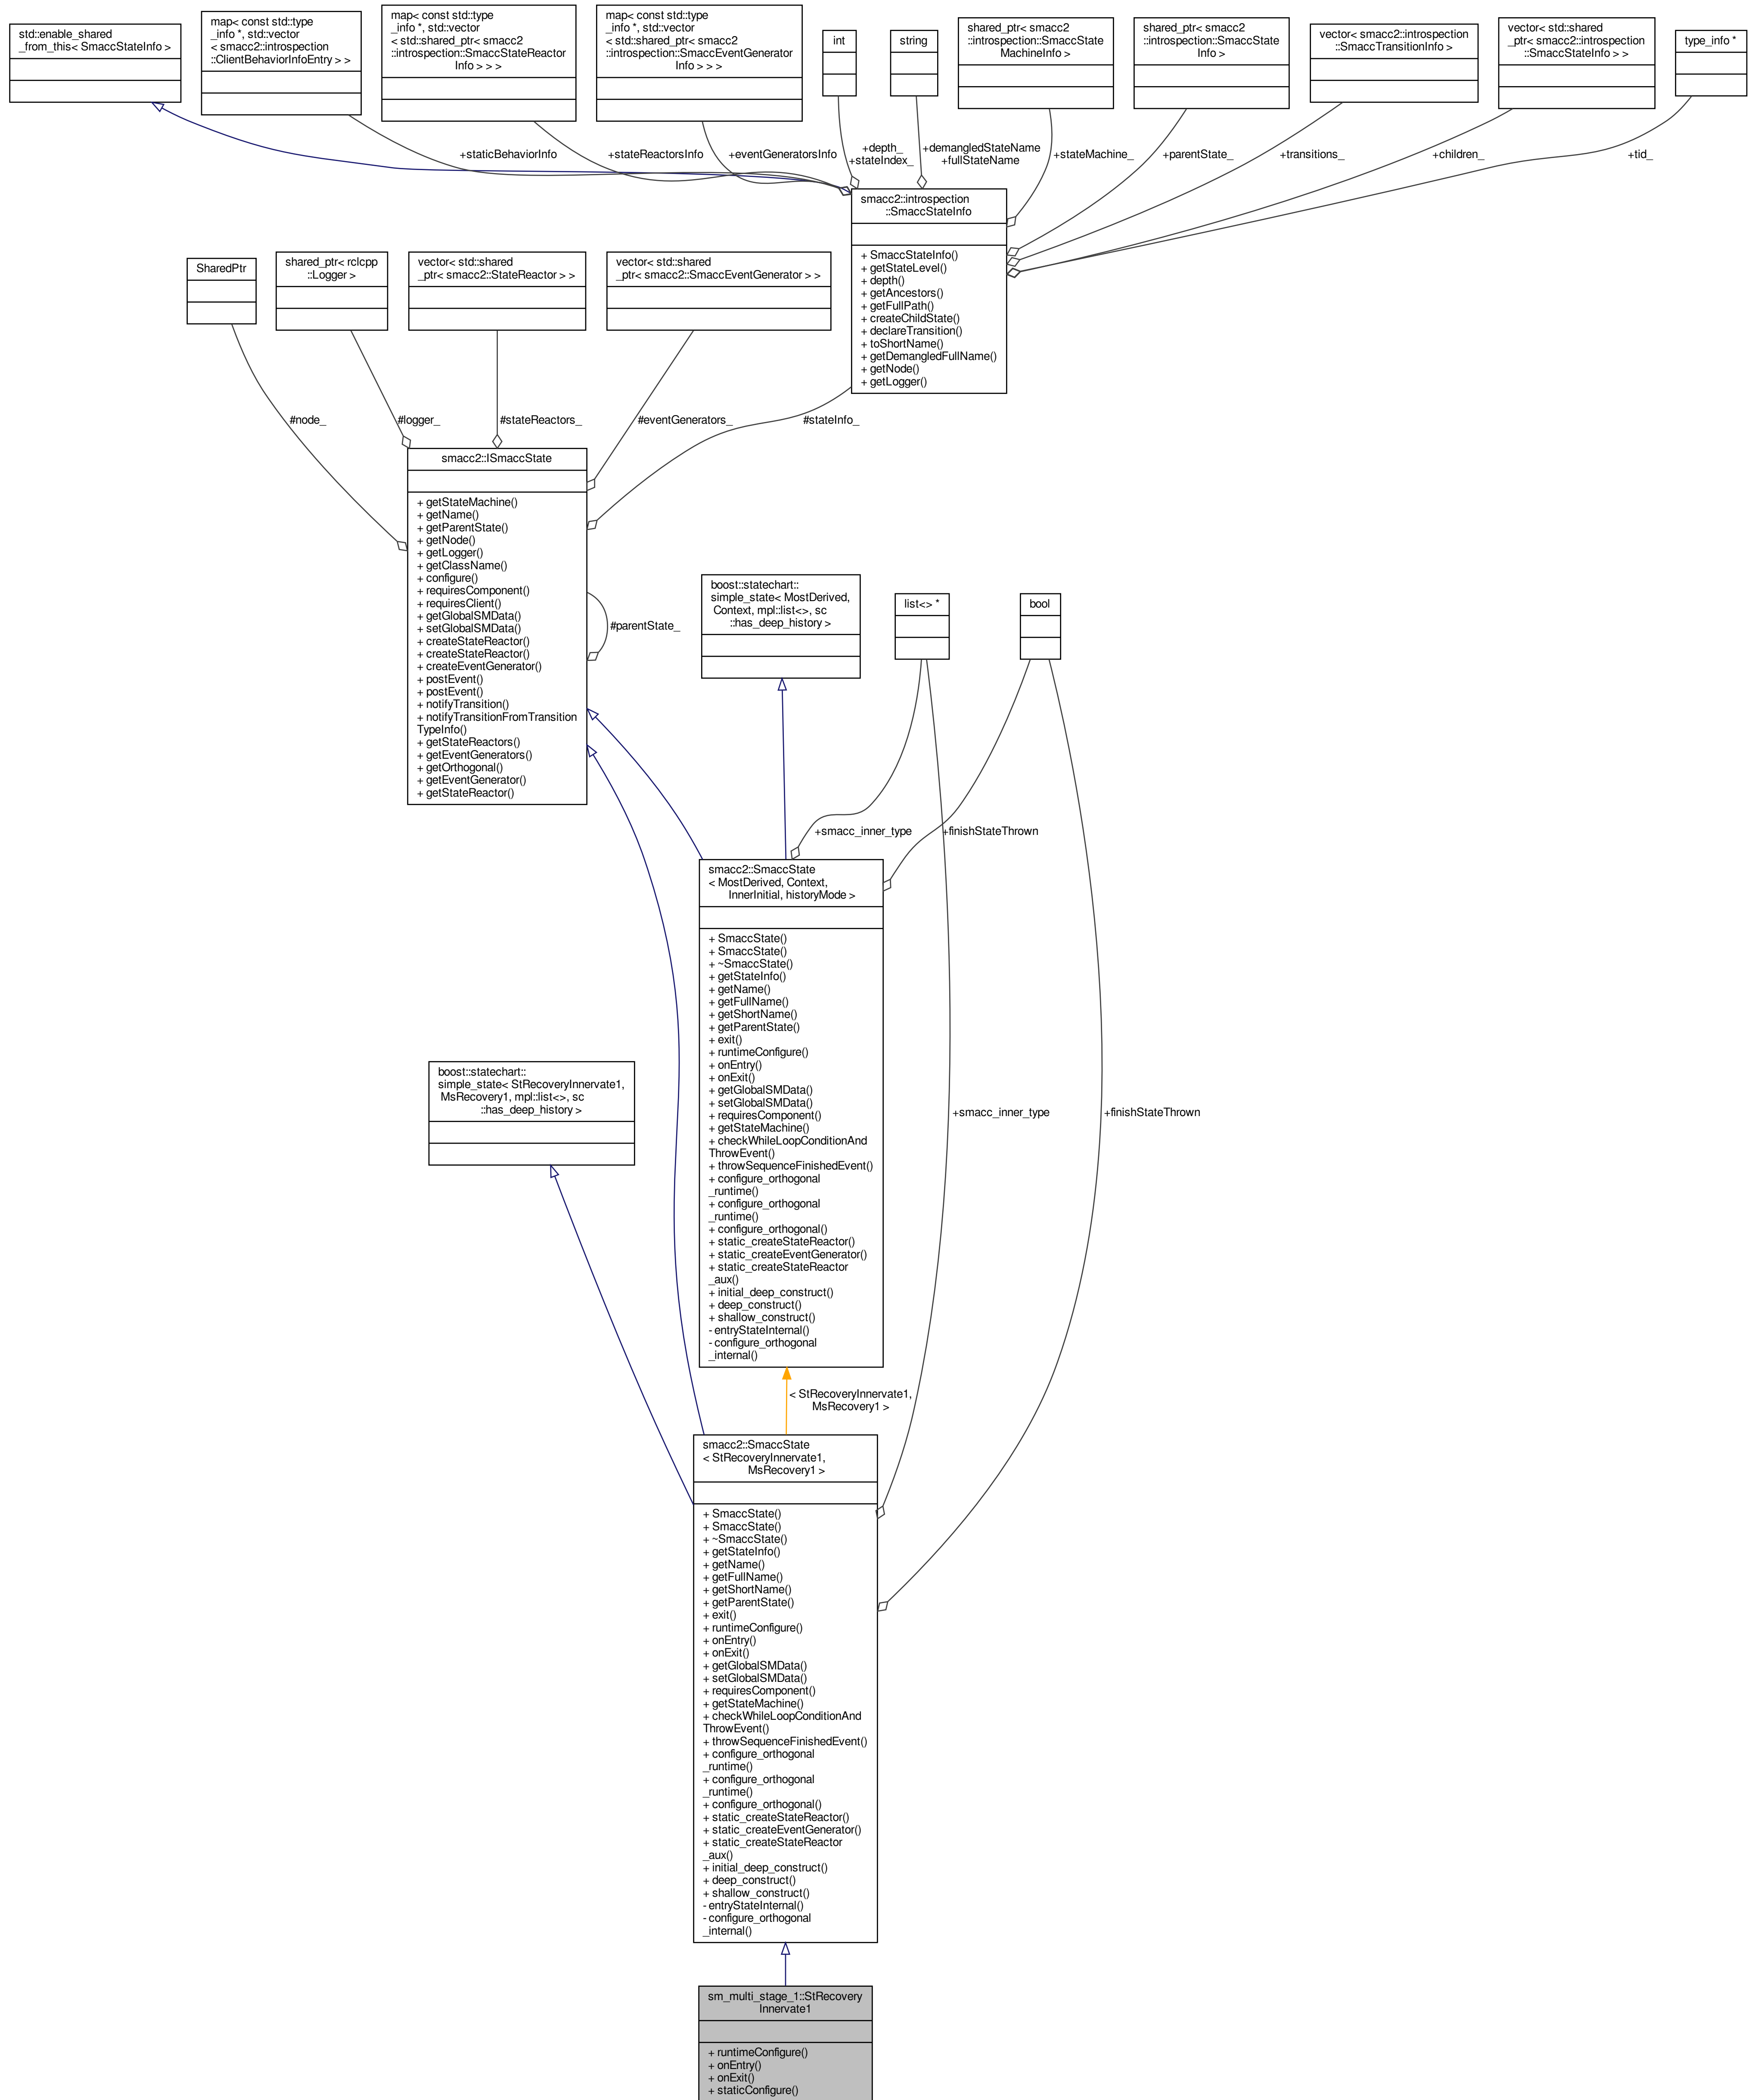 std::enable_shared
_from_this< SmaccStateInfo >
map< const std::type
_info *, std::vector
< smacc2::introspection
::ClientBehaviorInfoEntry > >
map< const std::type
_info *, std::vector
< std::shared_ptr< smacc2
::introspection::SmaccStateReactor
Info > > >
map< const std::type
_info *, std::vector
< std::shared_ptr< smacc2
::introspection::SmaccEventGenerator
Info > > >
int
string
shared_ptr< smacc2
::introspection::SmaccState
MachineInfo >
shared_ptr< smacc2
::introspection::SmaccState
Info >
vector< smacc2::introspection
::SmaccTransitionInfo >
vector< std::shared
_ptr< smacc2::introspection
::SmaccStateInfo > >
type_info *
+staticBehaviorInfo
+stateReactorsInfo
+eventGeneratorsInfo
+depth_
+stateIndex_
+demangledStateName
+fullStateName
+stateMachine_
+parentState_
+transitions_
+children_
+tid_
smacc2::introspection
::SmaccStateInfo
+ SmaccStateInfo()
+ getStateLevel()
+ depth()
+ getAncestors()
+ getFullPath()
+ createChildState()
+ declareTransition()
+ toShortName()
+ getDemangledFullName()
+ getNode()
+ getLogger()
SharedPtr
shared_ptr< rclcpp
::Logger >
vector< std::shared
_ptr< smacc2::StateReactor > >
vector< std::shared
_ptr< smacc2::SmaccEventGenerator > >
#node_
#logger_
#stateReactors_
#eventGenerators_
#stateInfo_
smacc2::ISmaccState
+ getStateMachine()
+ getName()
+ getParentState()
+ getNode()
+ getLogger()
+ getClassName()
+ configure()
+ requiresComponent()
+ requiresClient()
+ getGlobalSMData()
+ setGlobalSMData()
+ createStateReactor()
+ createStateReactor()
+ createEventGenerator()
+ postEvent()
+ postEvent()
+ notifyTransition()
+ notifyTransitionFromTransition
TypeInfo()
+ getStateReactors()
+ getEventGenerators()
+ getOrthogonal()
+ getEventGenerator()
+ getStateReactor()
#parentState_
boost::statechart::
simple_state< MostDerived,
Context, mpl::list<>, sc
::has_deep_history >
list<> *
bool
+smacc_inner_type
+finishStateThrown
smacc2::SmaccState
< MostDerived, Context,
InnerInitial, historyMode >
+ SmaccState()
+ SmaccState()
+ ~SmaccState()
+ getStateInfo()
+ getName()
+ getFullName()
+ getShortName()
+ getParentState()
+ exit()
+ runtimeConfigure()
+ onEntry()
+ onExit()
+ getGlobalSMData()
+ setGlobalSMData()
+ requiresComponent()
+ getStateMachine()
+ checkWhileLoopConditionAnd
ThrowEvent()
+ throwSequenceFinishedEvent()
+ configure_orthogonal
_runtime()
+ configure_orthogonal
_runtime()
+ configure_orthogonal()
+ static_createStateReactor()
+ static_createEventGenerator()
+ static_createStateReactor
_aux()
+ initial_deep_construct()
+ deep_construct()
+ shallow_construct()
- entryStateInternal()
- configure_orthogonal
_internal()
boost::statechart::
simple_state< StRecoveryInnervate1,
MsRecovery1, mpl::list<>, sc
::has_deep_history >
+smacc_inner_type
+finishStateThrown
< StRecoveryInnervate1,
MsRecovery1 >
smacc2::SmaccState
< StRecoveryInnervate1,
MsRecovery1 >
+ SmaccState()
+ SmaccState()
+ ~SmaccState()
+ getStateInfo()
+ getName()
+ getFullName()
+ getShortName()
+ getParentState()
+ exit()
+ runtimeConfigure()
+ onEntry()
+ onExit()
+ getGlobalSMData()
+ setGlobalSMData()
+ requiresComponent()
+ getStateMachine()
+ checkWhileLoopConditionAnd
ThrowEvent()
+ throwSequenceFinishedEvent()
+ configure_orthogonal
_runtime()
+ configure_orthogonal
_runtime()
+ configure_orthogonal()
+ static_createStateReactor()
+ static_createEventGenerator()
+ static_createStateReactor
_aux()
+ initial_deep_construct()
+ deep_construct()
+ shallow_construct()
- entryStateInternal()
- configure_orthogonal
_internal()
sm_multi_stage_1::StRecovery
Innervate1
+ runtimeConfigure()
+ onEntry()
+ onExit()
+ staticConfigure()